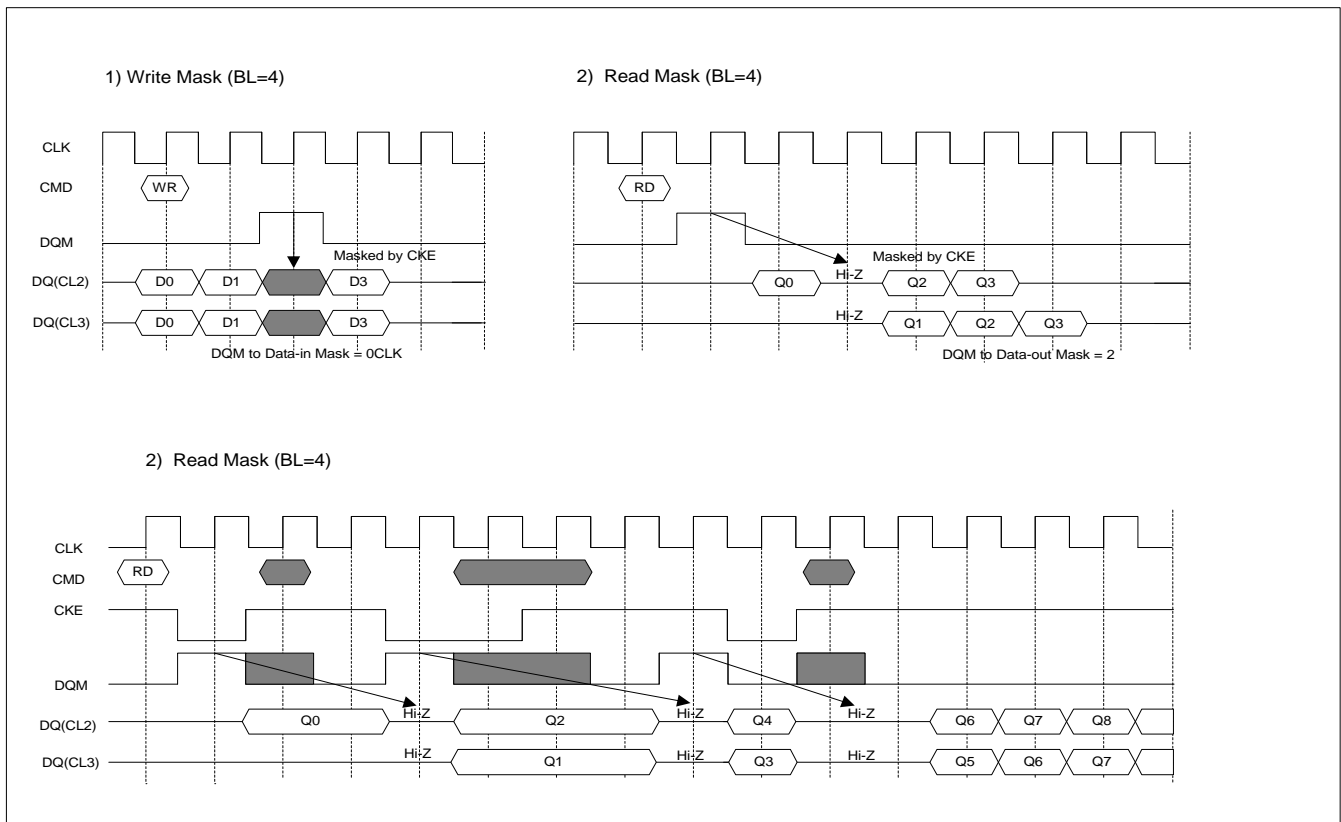 1) Write Mask (BL=4)
2) Read Mask (BL=4)
CLK
CMD
WR
DQM
Masked by CKE
DQ(CL2)
D0 D1 D3
DQ(CL3)
D0 D1 D3
DQM to Data-in Mask = 0CLK
RD
Masked by CKE
Hi-Z
Q0 Q2 Q3
Hi-Z
Q1 Q2 Q3
DQM to Data-out Mask = 2
2) Read Mask (BL=4)
CLK
CMD
RD
CKE
DQM
DQ(CL2)
Q0 Hi-Z Q2 Hi-Z Q4 Hi-Z Q6 Q7 Q8
DQ(CL3)
Hi-Z Q1 Hi-Z Q3 Hi-Z Q5 Q6 Q7